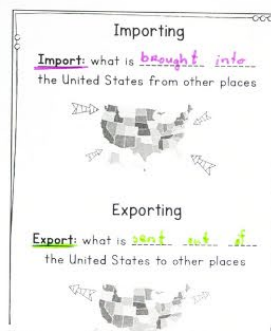 Importing
Import: what is brought into
the United States from other places
Exporting
Export: what is sent out of
the United States to other places